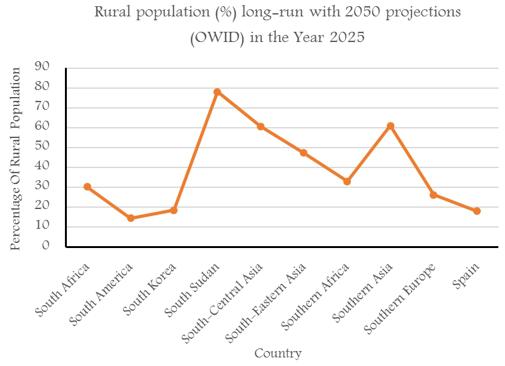 Rural population (%) long-run with 2050 projections
(OWID) in the Year 2025
Percentage Of Rural Population
90
80
70
60
50
40
30
20
10
0
South Africa
South America
South Korea
South Sudan
South-Central Asia
South-Eastern Asia
Southern Africa
Southern Asia
Southern Europe
Spain
Country